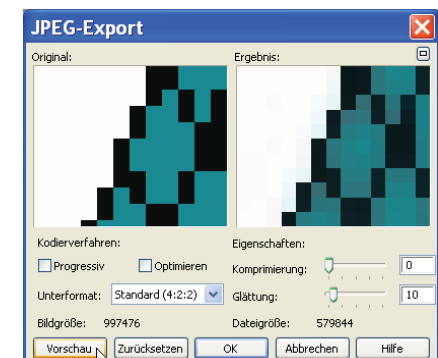 JPEG-Export
Original: Ergebnis:
Kodierverfahren: Eigenschaften:
Progressiv Optimieren Komprimierung: 0
Unterformat: Standard (4:2:2) Glättung: 10
Bildgröße: 997476 Dateigröße: 579844
Vorschau Zurücksetzen OK Abbrechen Hilfe